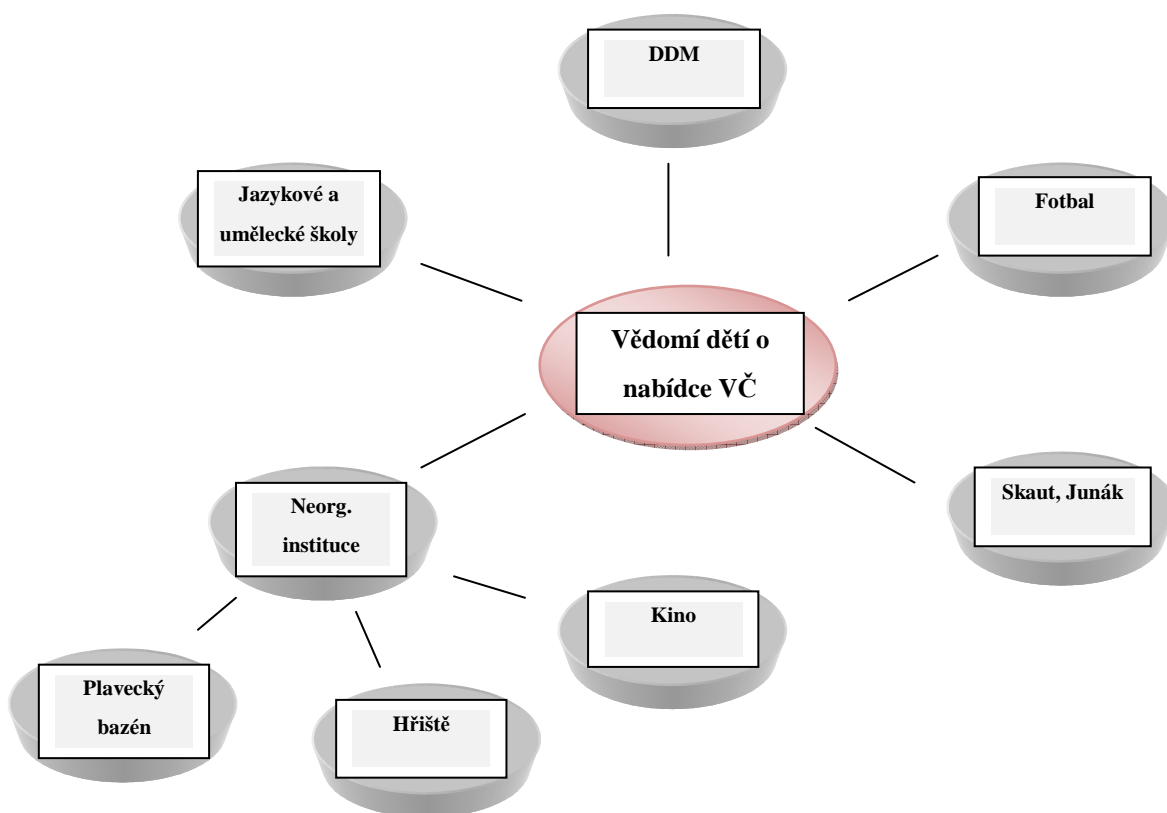 DDM
Jazykové a
umělecké školy
Fotbal
Vědomí dětí o
nabídce VČ
Neorg.
instituce
Skaut, Junák
Kino
Plavecký
bazén
Hřiště